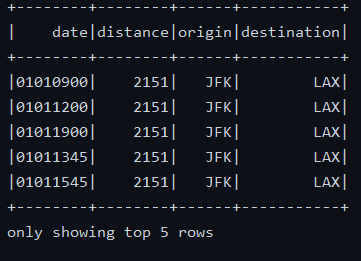 +--------+--------+------+-----------+
|    date|distance|origin|destination|
+--------+--------+------+-----------+
|01010900|    2151|   JFK|        LAX|
|01011200|    2151|   JFK|        LAX|
|01011900|    2151|   JFK|        LAX|
|01011345|    2151|   JFK|        LAX|
|01011545|    2151|   JFK|        LAX|
+--------+--------+------+-----------+
only showing top 5 rows